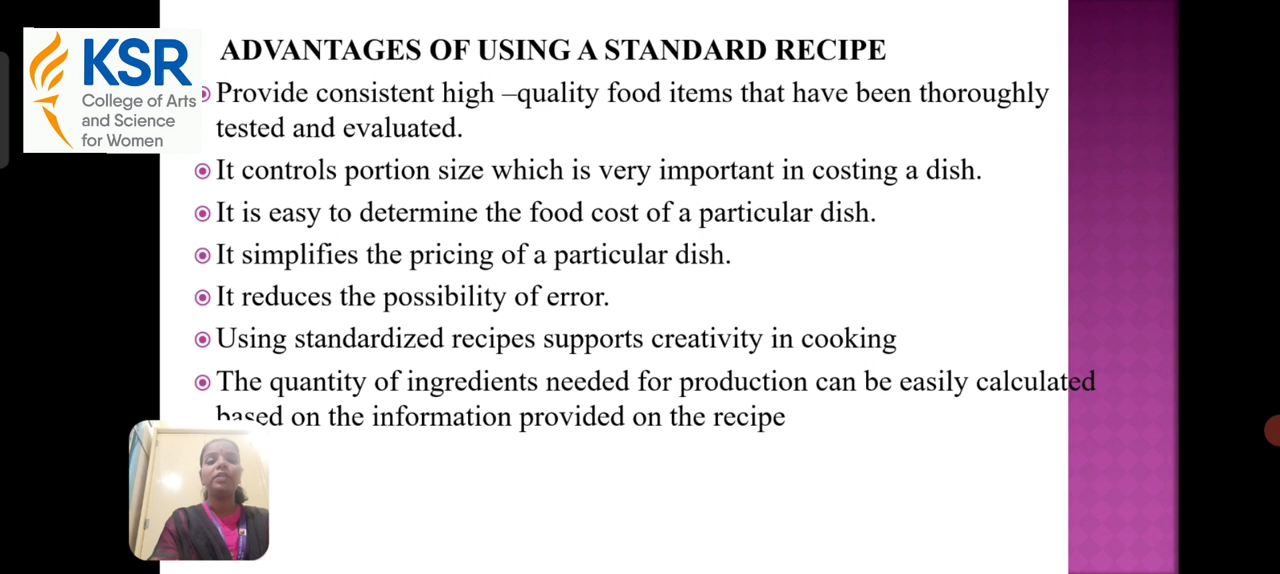 KSR
College of Arts
and Science
for Women
ADVANTAGES OF USING A STANDARD RECIPE
Provide consistent high –quality food items that have been thoroughly
tested and evaluated.
It controls portion size which is very important in costing a dish.
It is easy to determine the food cost of a particular dish.
It simplifies the pricing of a particular dish.
It reduces the possibility of error.
Using standardized recipes supports creativity in cooking
The quantity of ingredients needed for production can be easily calculated
based on the information provided on the recipe